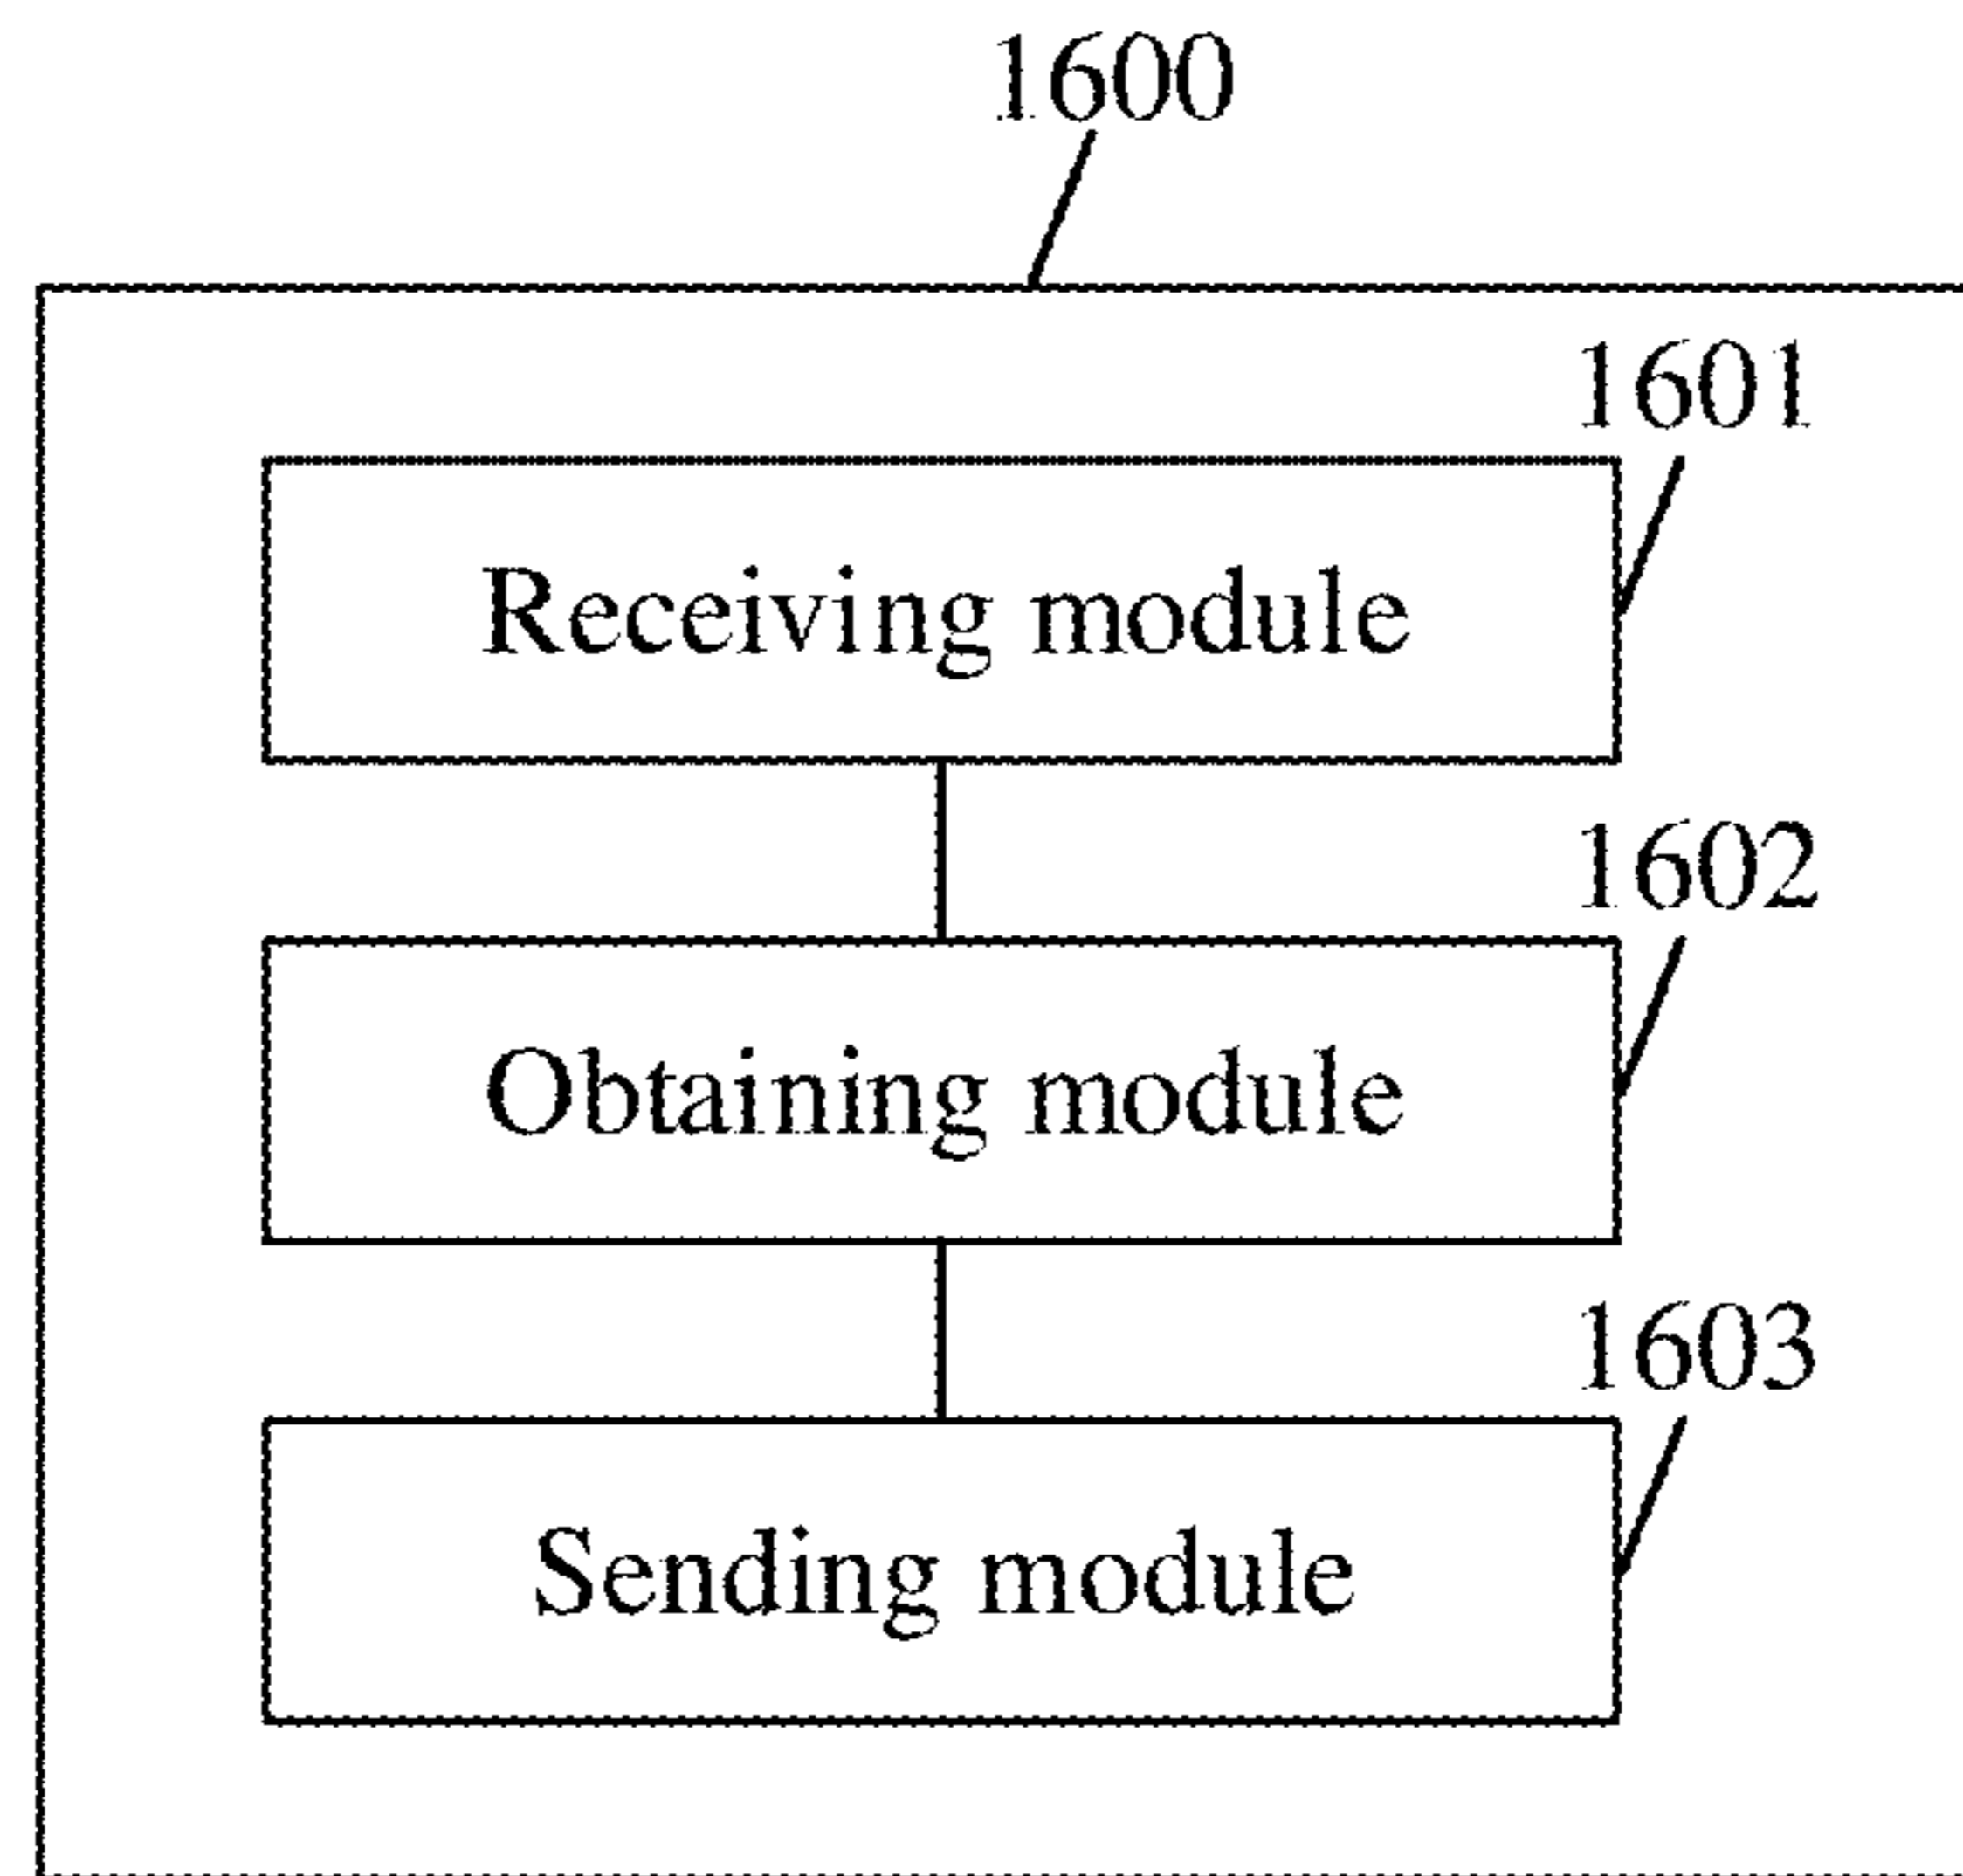 1600
1601
Receiving module
1602
Obtaining module
1603
Sending module